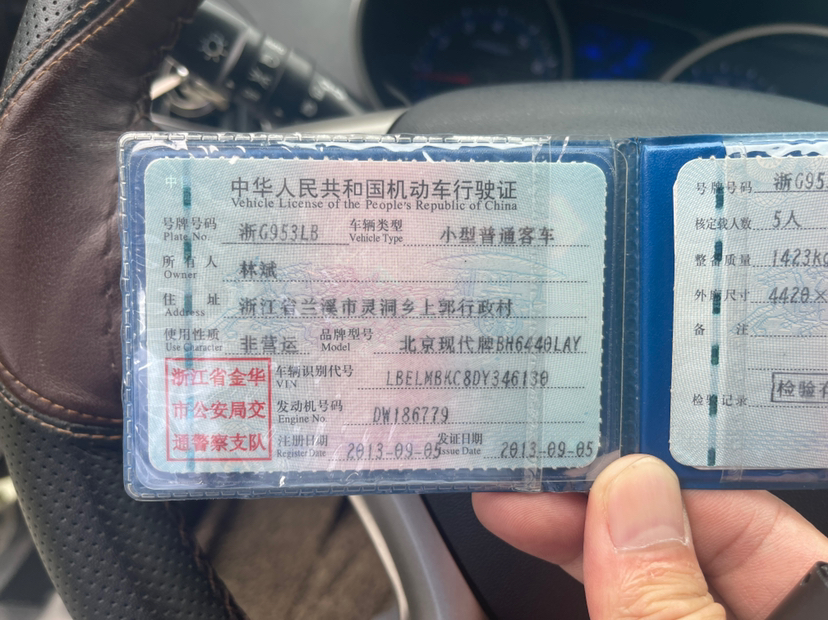 中华人民共和国机动车行驶证
Vehicle License of the People's Republic of China
号牌号码 浙G953LB 车辆类型 小型普通客车
Plate No. Vehicle Type
所有人 林斌
Owner
住址 浙江省兰溪市灵洞乡上郭行政村
Address
使用性质 非营运 品牌型号 北京现代牌BH6440LAY
Use Character Model
浙江省金华
市公安局交
通警察支队
车辆识别代号 LBELMBKC8DY346130
VIN
发动机号码 DW186779
Engine No.
注册日期 2013-09-05 发证日期 2013-09-05
Register Date Issue Date
号牌号码 浙G953
核定载人数 5人
整备质量 1423k
外廓尺寸 4420×
备注
检验记录 检验有